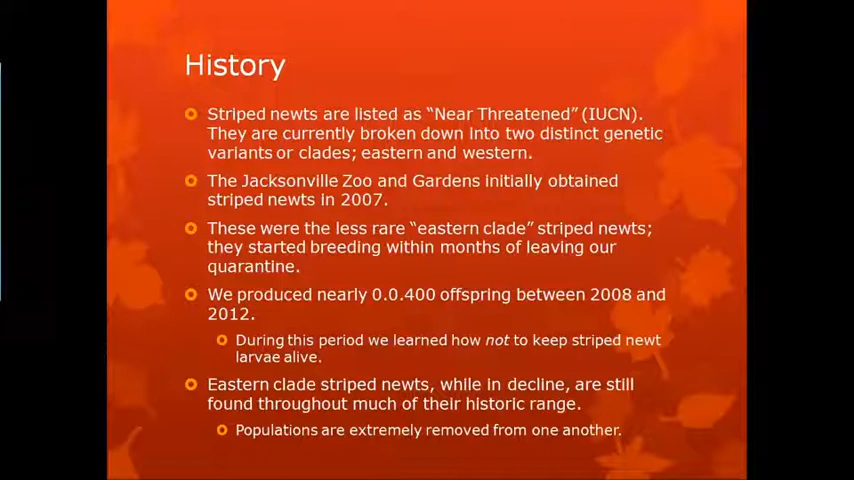 History
Striped newts are listed as “Near Threatened” (IUCN).
They are currently broken down into two distinct genetic
variants or clades; eastern and western.
The Jacksonville Zoo and Gardens initially obtained
striped newts in 2007.
These were the less rare “eastern clade” striped newts;
they started breeding within months of leaving our
quarantine.
We produced nearly 0.0.400 offspring between 2008 and
2012.
During this period we learned how not to keep striped newt
larvae alive.
Eastern clade striped newts, while in decline, are still
found throughout much of their historic range.
Populations are extremely removed from one another.